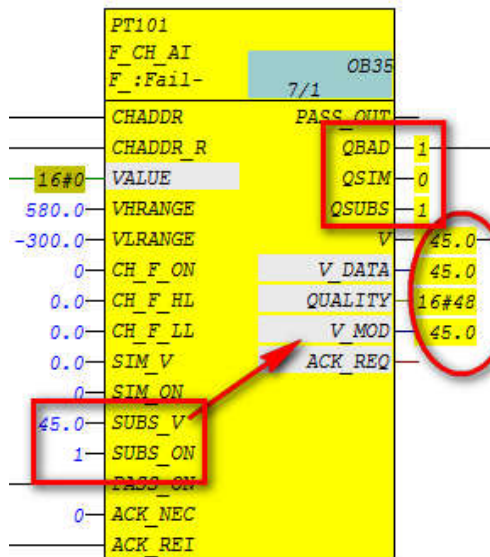 PT101
F_CH_AI
F_:Fail-
OB35
7/1
CHADDR PASS_OUT
CHADDR_R QBAD 1
16#0 VALUE QSIM 0
580.0 VHRANGE QSUBS 1
-300.0 VLRANGE V 45.0
0 CH_F_ON V_DATA 45.0
0.0 CH_F_HL QUALITY 16#48
0.0 CH_F_LL V_MOD 45.0
0.0 SIM_V ACK_REQ
0 SIM_ON
45.0 SUBS_V
1 SUBS_ON
PASS_ON
0 ACK_NEC
ACK_REI